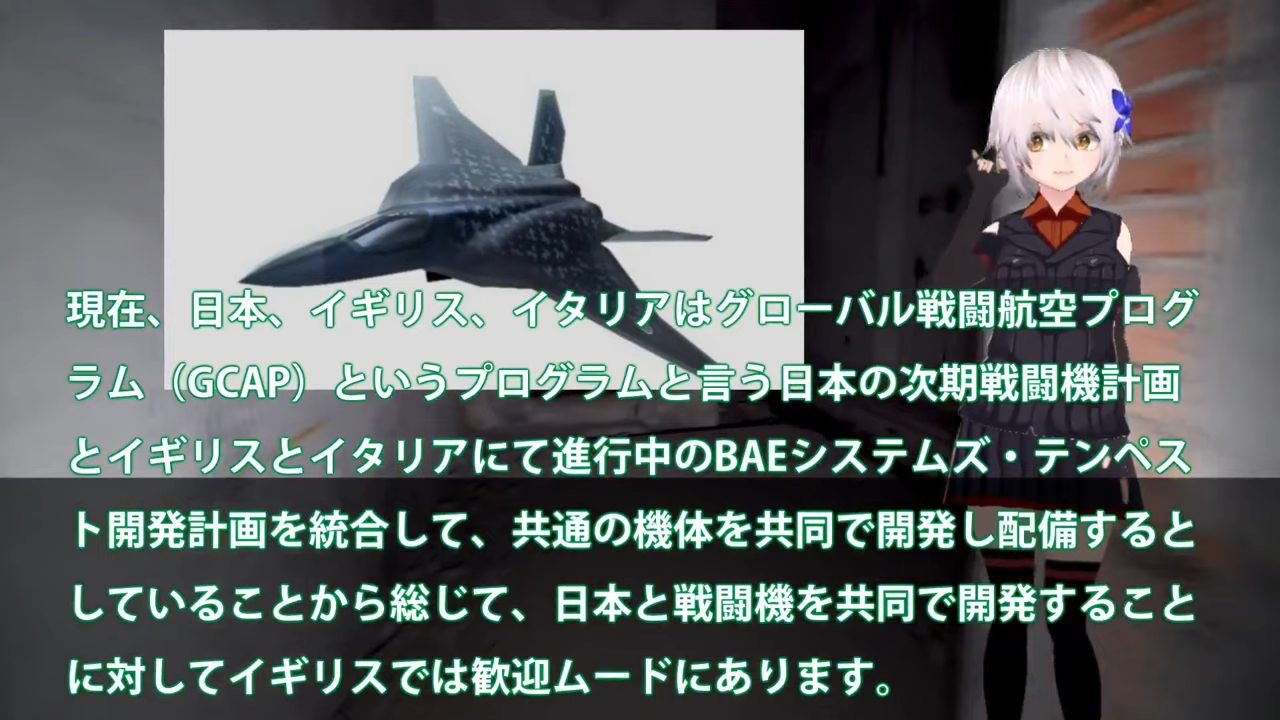 現在、日本、イギリス、イタリアはグローバル戦闘航空プログ
ラム（GCAP）というプログラムと言う日本の次期戦闘機計画
とイギリスとイタリアにて進行中のBAEシステムズ・テンペス
ト開発計画を統合して、共通の機体を共同で開発し配備すると
していることから総じて、日本と戦闘機を共同で開発すること
に対してイギリスでは歓迎ムードにあります。